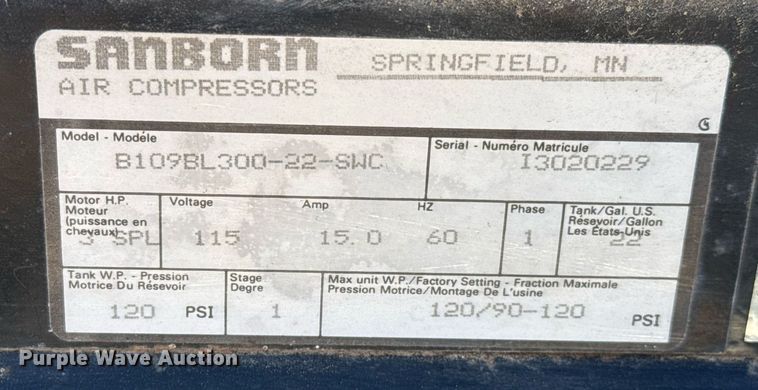 SANBORN
AIR COMPRESSORS
SPRINGFIELD, MN
Model - Modéle
B109BL300-22-SWC
Serial - Numéro Matricule
I3020229
Motor H.P.
Moteur
(puissance en
chevaux)
3 SPL
Voltage
115
Amp
15.0
HZ
60
Phase
1
Tank/Gal. U.S.
Résevoir/Gallon
Les États-Unis
22
Tank W.P. - Pression
Motrice Du Résevoir
120 PSI
Stage
Degre
1
Max unit W.P./Factory Setting - Fraction Maximale
Pression Motrice/Montage De L'usine
120/90-120 PSI
Purple Wave Auction